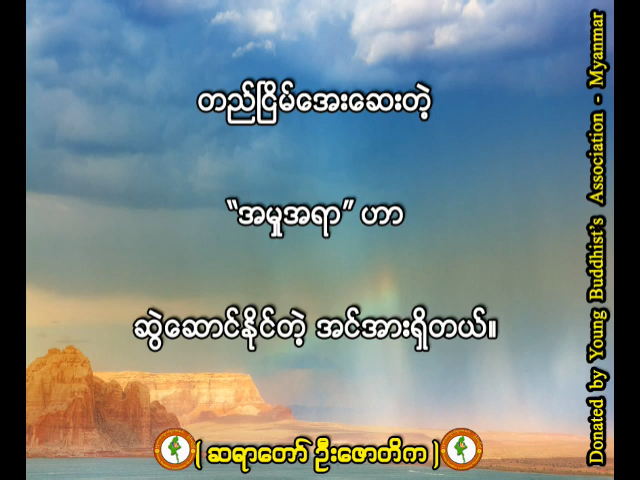 တည်ငြိမ်အေးဆေးတဲ့
“အမူအရာ” ဟာ
ဆွဲဆောင်နိုင်တဲ့ အင်အားရှိတယ်။
( ဆရာတော် ဦးဇောတိက )
Donated by Young Buddhist's Association - Myanmar